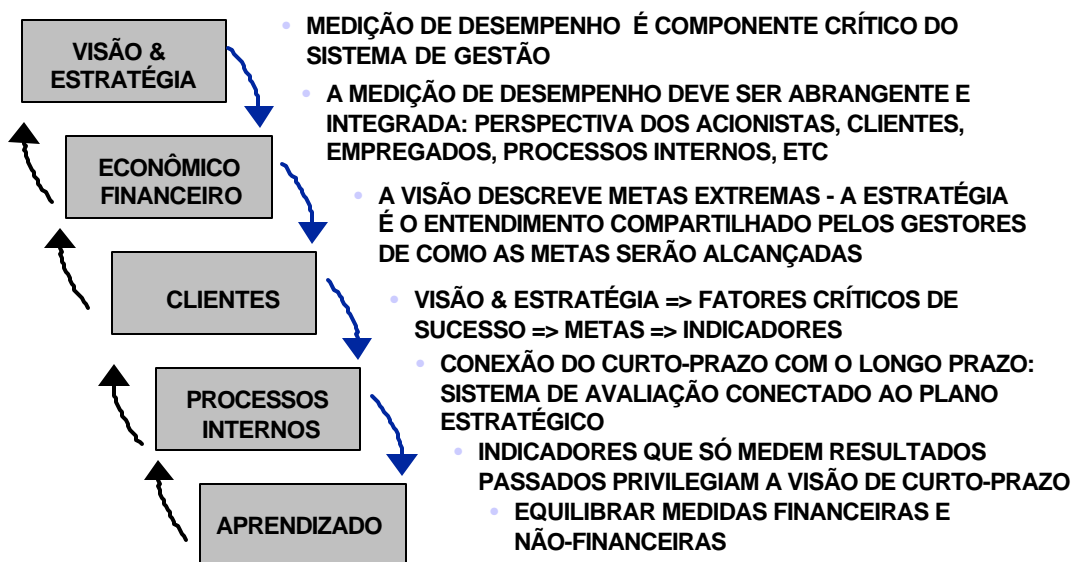 VISÃO &
ESTRATÉGIA
ECONÔMICO
FINANCEIRO
CLIENTES
PROCESSOS
INTERNOS
APRENDIZADO
• MEDIÇÃO DE DESEMPENHO É COMPONENTE CRÍTICO DO
SISTEMA DE GESTÃO
• A MEDIÇÃO DE DESEMPENHO DEVE SER ABRANGENTE E
INTEGRADA: PERSPECTIVA DOS ACIONISTAS, CLIENTES,
EMPREGADOS, PROCESSOS INTERNOS, ETC
• A VISÃO DESCREVE METAS EXTREMAS - A ESTRATÉGIA
É O ENTENDIMENTO COMPARTILHADO PELOS GESTORES
DE COMO AS METAS SERÃO ALCANÇADAS
• VISÃO & ESTRATÉGIA => FATORES CRÍTICOS DE
SUCESSO => METAS => INDICADORES
• CONEXÃO DO CURTO-PRAZO COM O LONGO PRAZO:
SISTEMA DE AVALIAÇÃO CONECTADO AO PLANO
ESTRATÉGICO
• INDICADORES QUE SÓ MEDEM RESULTADOS
PASSADOS PRIVILEGIAM A VISÃO DE CURTO-PRAZO
• EQUILIBRAR MEDIDAS FINANCEIRAS E
NÃO-FINANCEIRAS